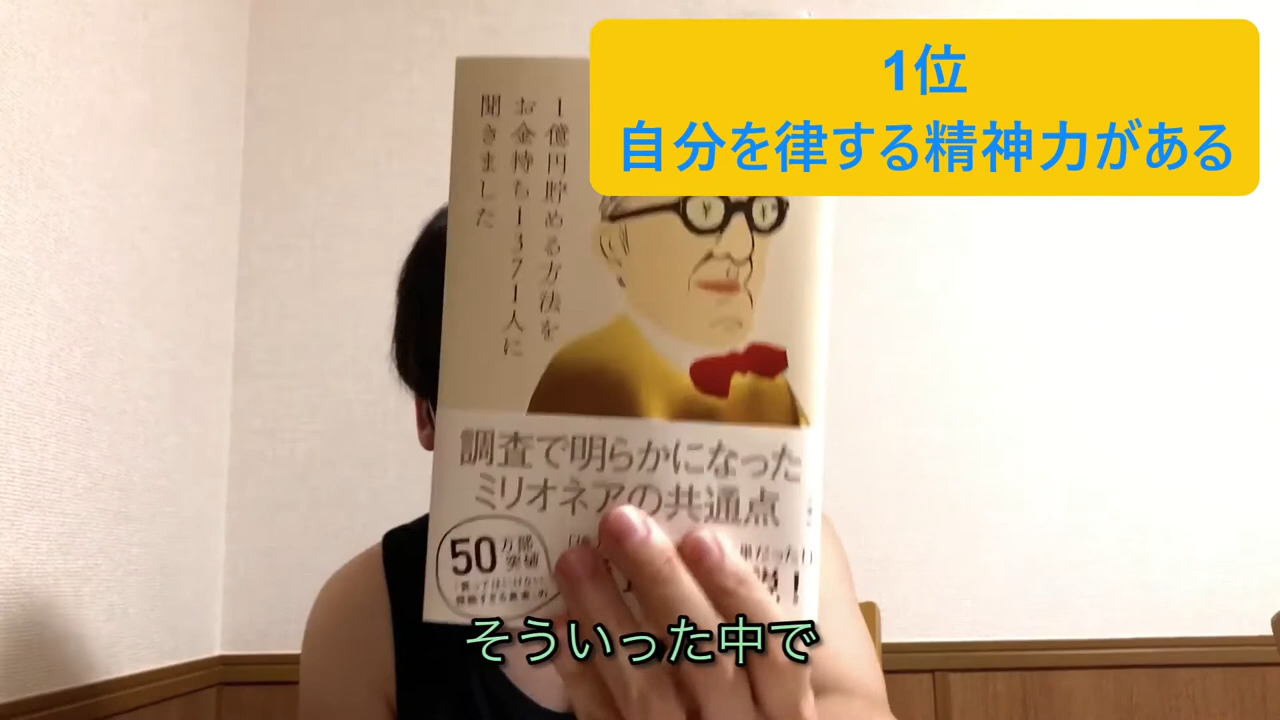 1位
自分を律する精神力がある
1億円貯める方法を
お金持ち1371人に
聞きました
調査で明らかになった
ミリオネアの共通点
50万部
突破
そういった中で